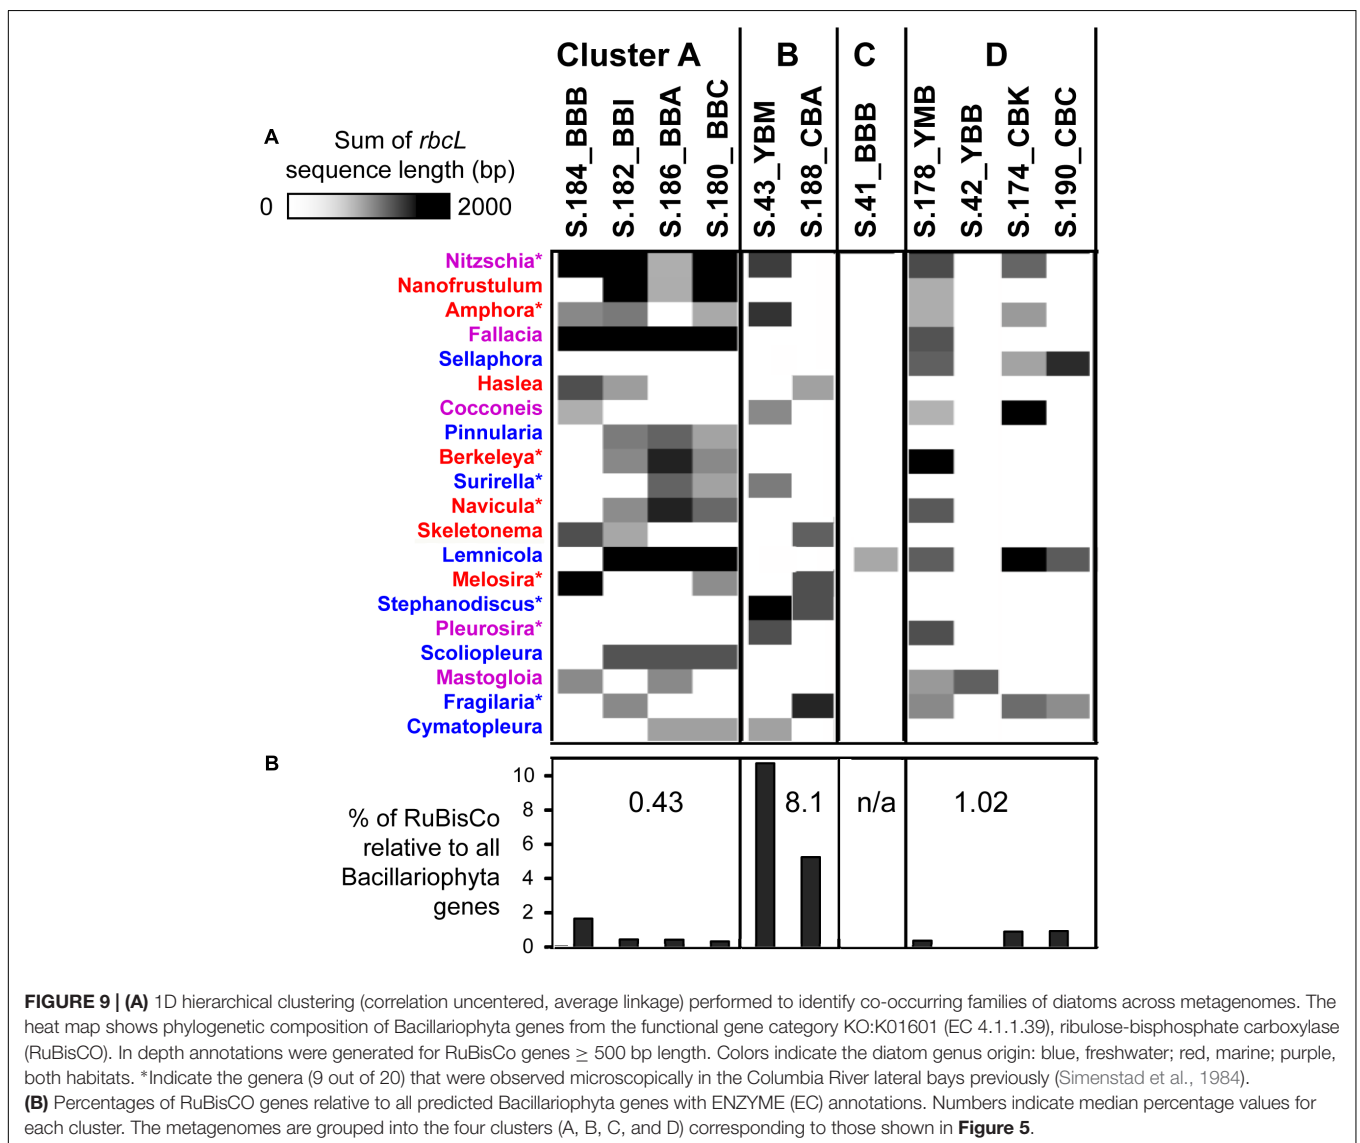 Cluster A
B
C
D
S.184_BBB
S.182_BBI
S.186_BBA
S.180_BBC
S.43_YBM
S.188_CBA
S.41_BBB
S.178_YMB
S.42_YBB
S.174_CBK
S.190_CBC
A
Sum of rbcL
sequence length (bp)
0 2000
Nitzschia*
Nanofrustulum
Amphora*
Fallacia
Sellaphora
Haslea
Cocconeis
Pinnularia
Berkeleya*
Surirella*
Navicula*
Skeletonema
Lemnicola
Melosira*
Stephanodiscus*
Pleurosira*
Scoliopleura
Mastogloia
Fragilaria*
Cymatopleura
B
% of RuBisCo
relative to all
Bacillariophyta
genes
10
8
6
4
2
0
0.43
8.1
n/a
1.02
FIGURE 9 | (A) 1D hierarchical clustering (correlation uncentered, average linkage) performed to identify co-occurring families of diatoms across metagenomes. The
heat map shows phylogenetic composition of Bacillariophyta genes from the functional gene category KO:K01601 (EC 4.1.1.39), ribulose-bisphosphate carboxylase
(RuBisCO). In depth annotations were generated for RuBisCo genes ≥ 500 bp length. Colors indicate the diatom genus origin: blue, freshwater; red, marine; purple,
both habitats. *Indicate the genera (9 out of 20) that were observed microscopically in the Columbia River lateral bays previously (Simenstad et al., 1984).
(B) Percentages of RuBisCO genes relative to all predicted Bacillariophyta genes with ENZYME (EC) annotations. Numbers indicate median percentage values for
each cluster. The metagenomes are grouped into the four clusters (A, B, C, and D) corresponding to those shown in Figure 5.